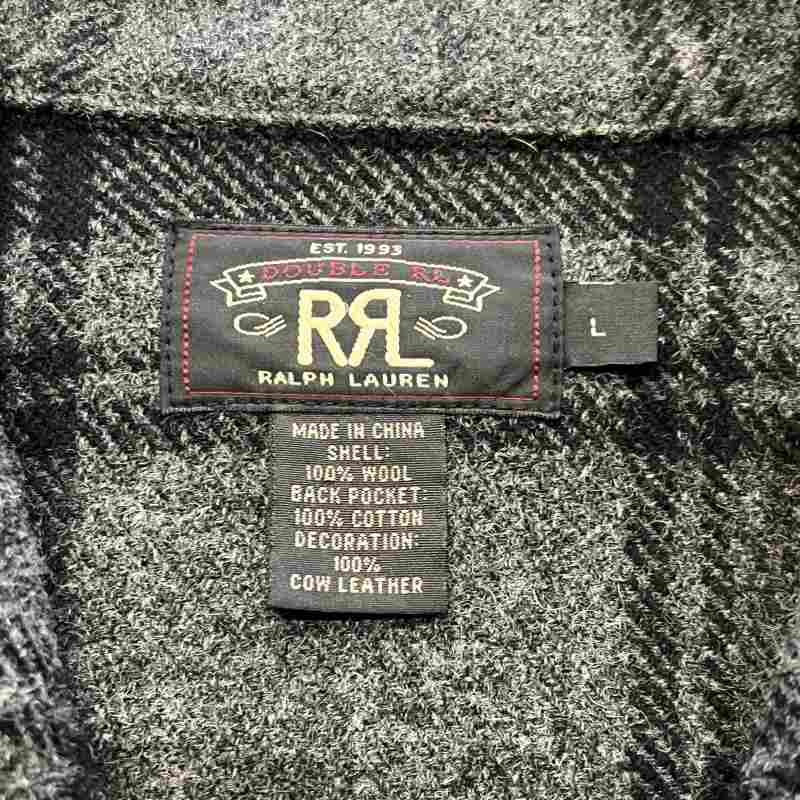 EST. 1993
DOUBLE RL
RRL
RALPH LAUREN
L
MADE IN CHINA
SHELL:
100% WOOL
BACK POCKET:
100% COTTON
DECORATION:
100%
COW LEATHER